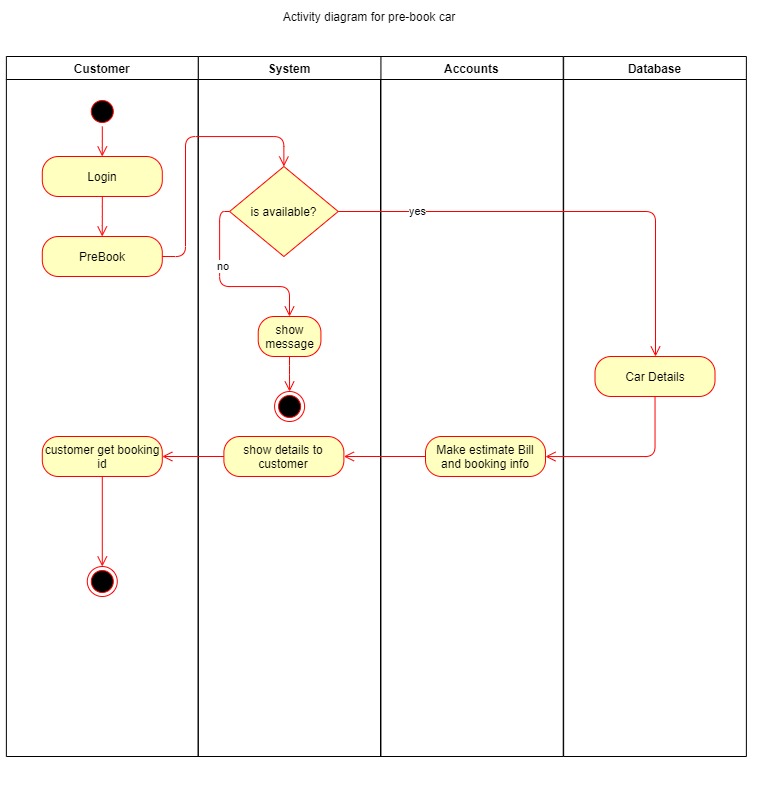 Activity diagram for pre-book car
Customer
System
Accounts
Database
Login
PreBook
is available?
yes
no
show
message
Car Details
customer get booking
id
show details to
customer
Make estimate Bill
and booking info